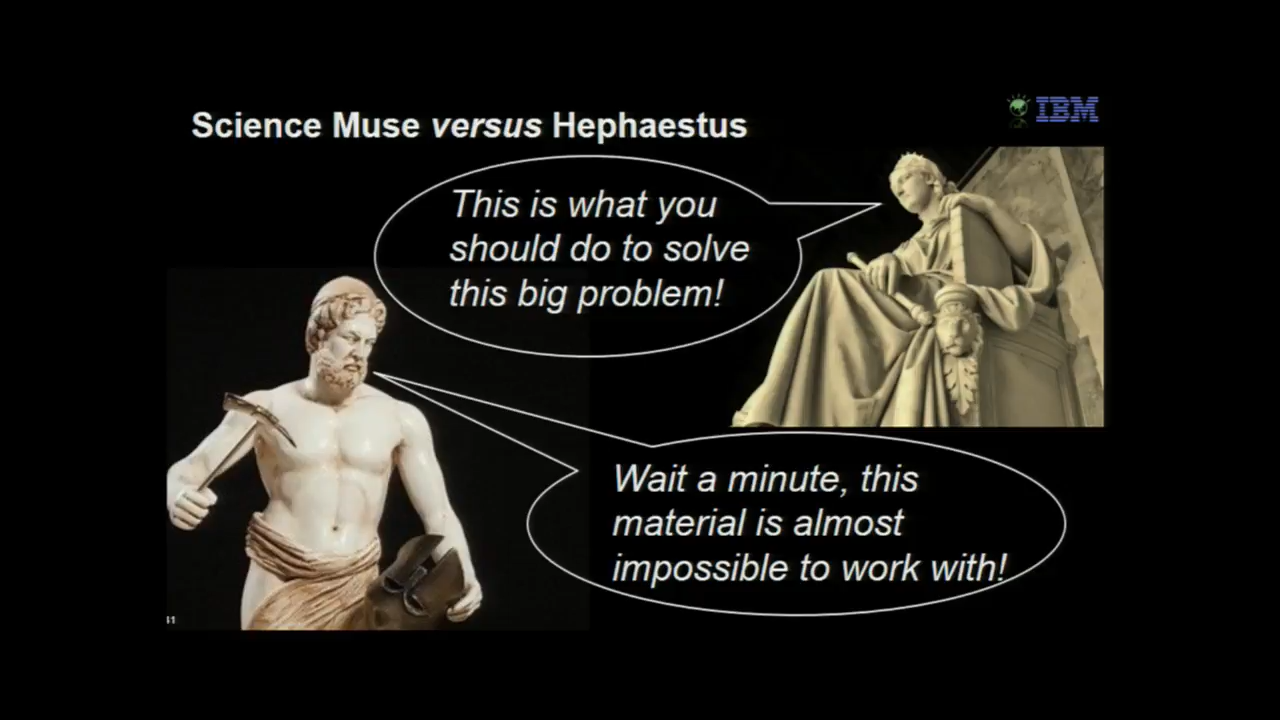 IBM
Science Muse versus Hephaestus
This is what you
should do to solve
this big problem!
Wait a minute, this
material is almost
impossible to work with!